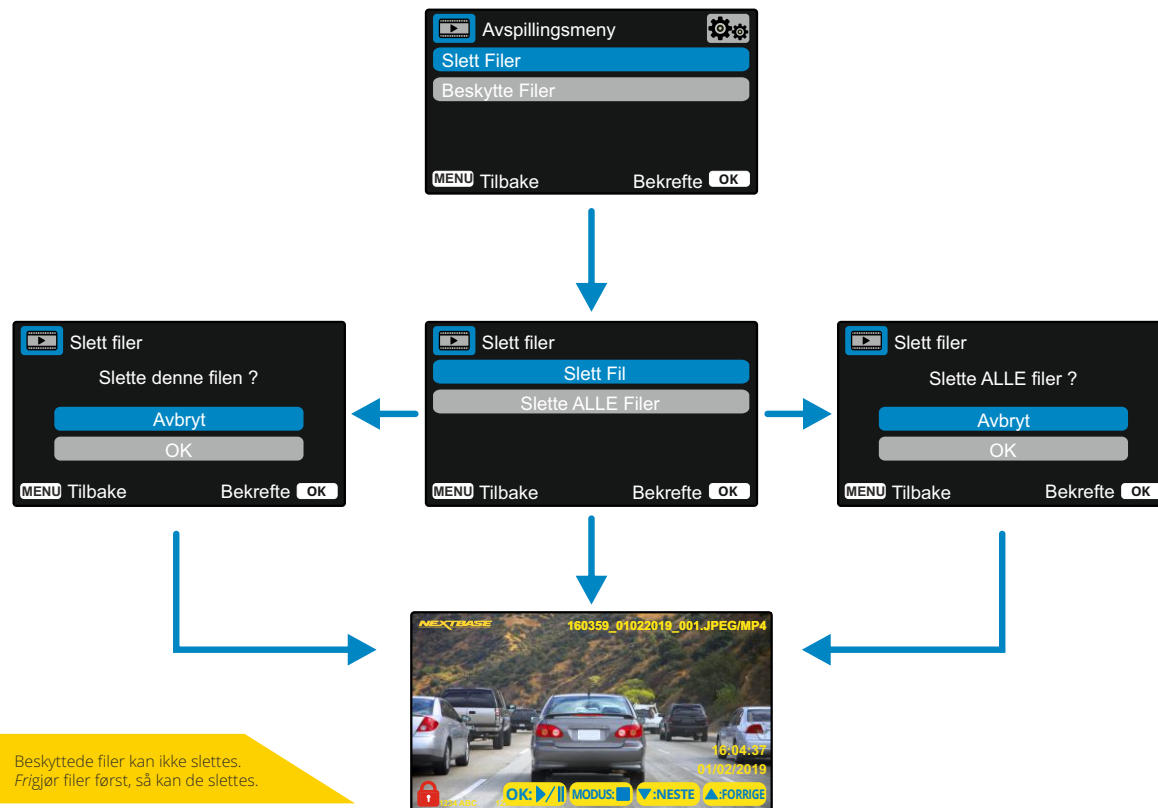 Avspillingsmeny
Slett Filer
Beskytte Filer
MENU Tilbake Bekrefte OK
Slett filer
Slette denne filen ?
Avbryt
OK
MENU Tilbake Bekrefte OK
Slett filer
Slett Fil
Slette ALLE Filer
MENU Tilbake Bekrefte OK
Slett filer
Slette ALLE filer ?
Avbryt
OK
MENU Tilbake Bekrefte OK
NEXTBASE 160359_01022019_001.JPEG/MP4
16:04:37
01/02/2019
OK: MODUS: ▼:NESTE ▲:FORRIGE
Beskyttede filer kan ikke slettes.
Frigjør filer først, så kan de slettes.